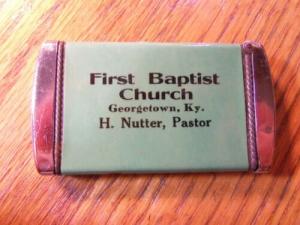 First Baptist
Church
Georgetown, Ky.
H. Nutter, Pastor